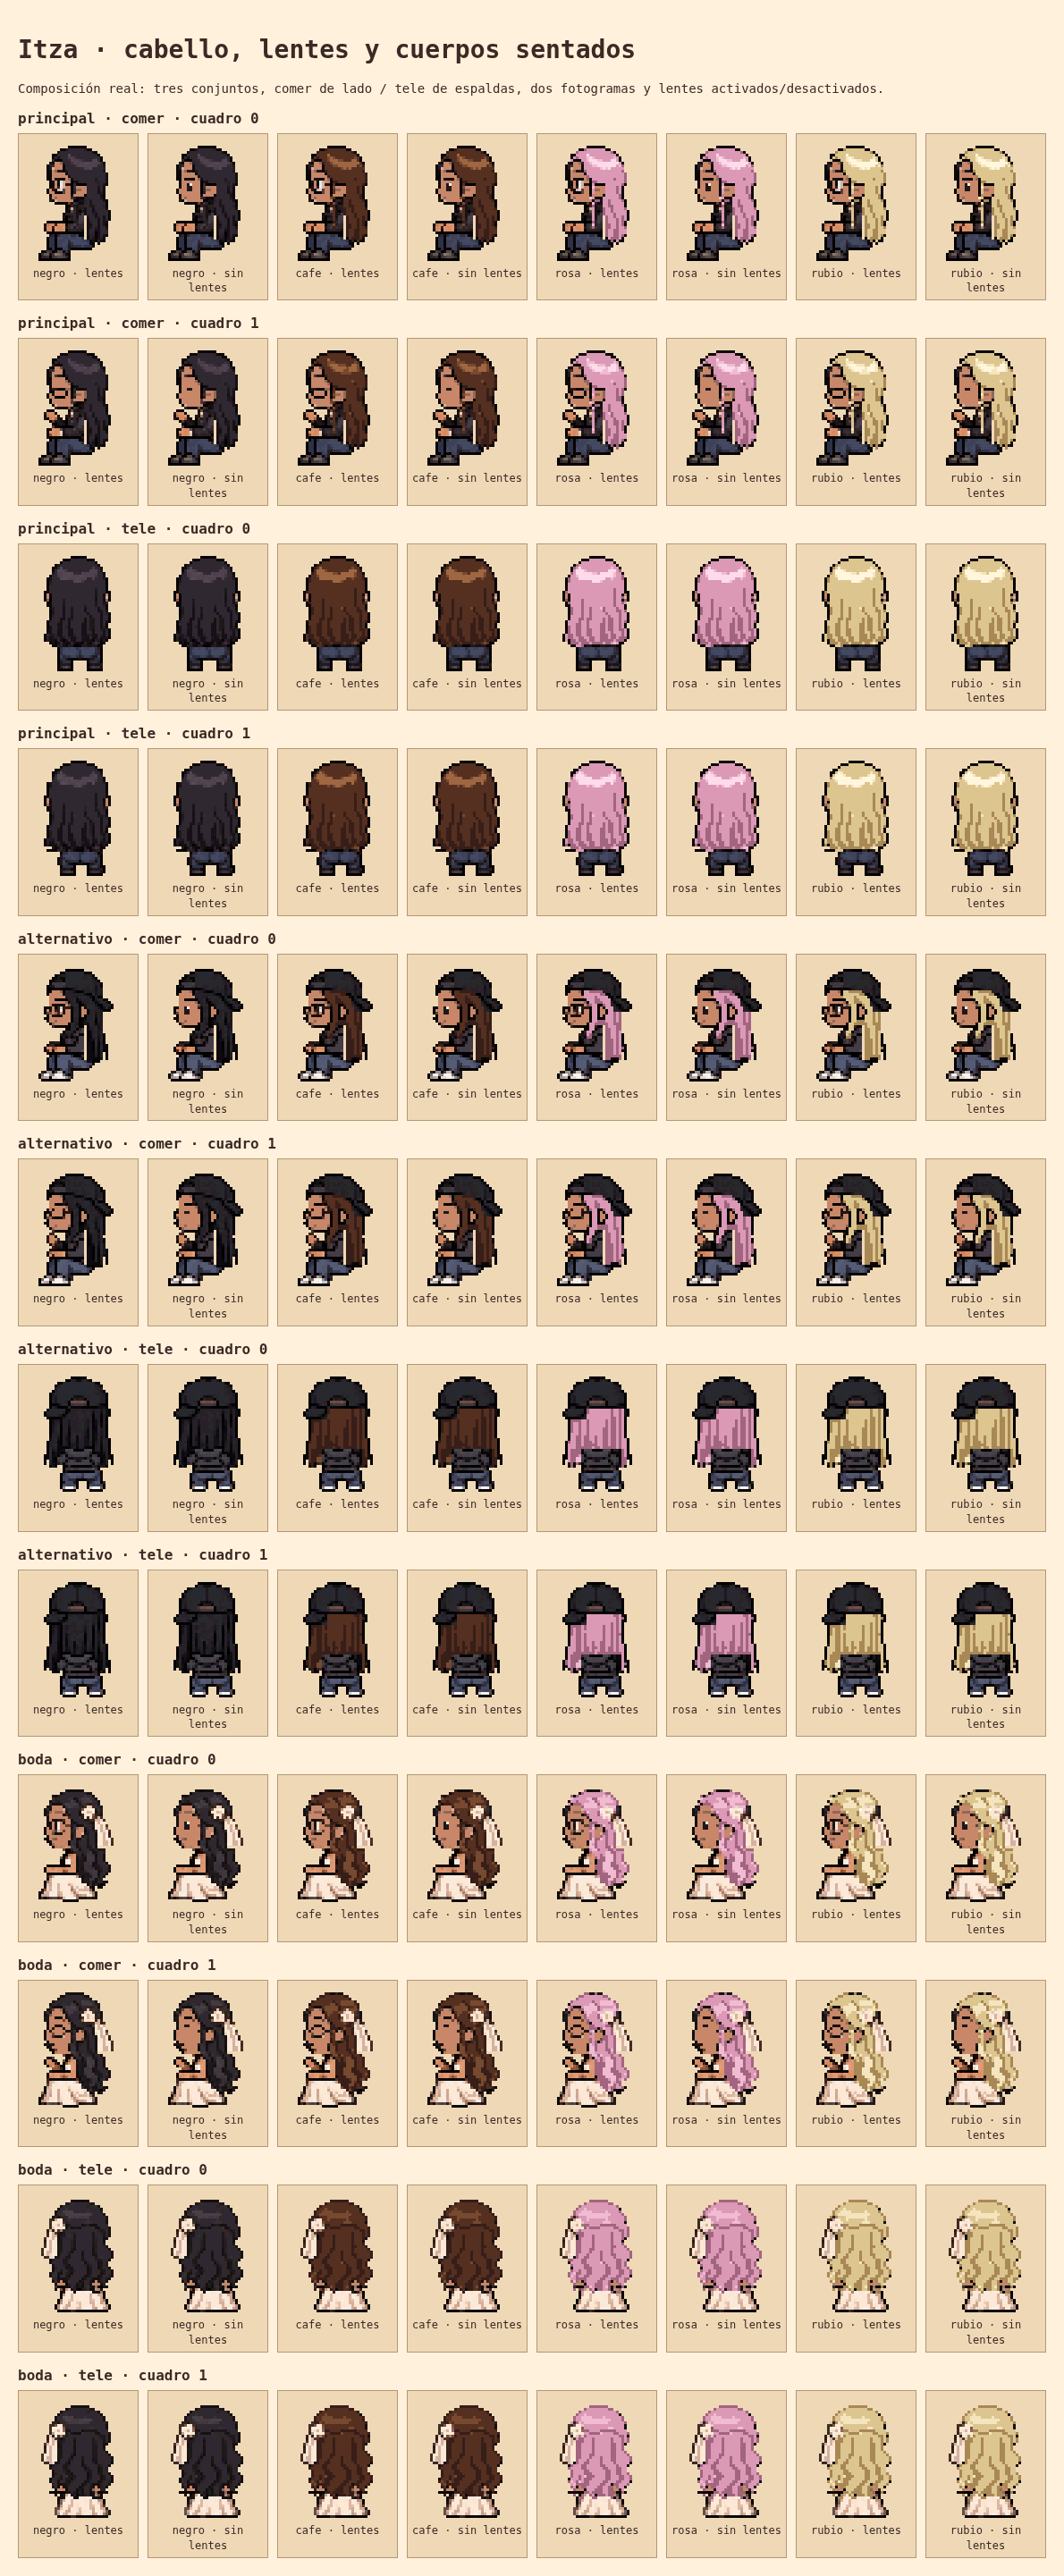 Itza · cabello, lentes y cuerpos sentados
Composición real: tres conjuntos, comer de lado / tele de espaldas, dos fotogramas y lentes activados/desactivados.
principal · comer · cuadro 0
negro · lentes
negro · sin
lentes
cafe · lentes
cafe · sin lentes
rosa · lentes
rosa · sin lentes
rubio · lentes
rubio · sin
lentes
principal · comer · cuadro 1
negro · lentes
negro · sin
lentes
cafe · lentes
cafe · sin lentes
rosa · lentes
rosa · sin lentes
rubio · lentes
rubio · sin
lentes
principal · tele · cuadro 0
negro · lentes
negro · sin
lentes
cafe · lentes
cafe · sin lentes
rosa · lentes
rosa · sin lentes
rubio · lentes
rubio · sin
lentes
principal · tele · cuadro 1
negro · lentes
negro · sin
lentes
cafe · lentes
cafe · sin lentes
rosa · lentes
rosa · sin lentes
rubio · lentes
rubio · sin
lentes
alternativo · comer · cuadro 0
negro · lentes
negro · sin
lentes
cafe · lentes
cafe · sin lentes
rosa · lentes
rosa · sin lentes
rubio · lentes
rubio · sin
lentes
alternativo · comer · cuadro 1
negro · lentes
negro · sin
lentes
cafe · lentes
cafe · sin lentes
rosa · lentes
rosa · sin lentes
rubio · lentes
rubio · sin
lentes
alternativo · tele · cuadro 0
negro · lentes
negro · sin
lentes
cafe · lentes
cafe · sin lentes
rosa · lentes
rosa · sin lentes
rubio · lentes
rubio · sin
lentes
alternativo · tele · cuadro 1
negro · lentes
negro · sin
lentes
cafe · lentes
cafe · sin lentes
rosa · lentes
rosa · sin lentes
rubio · lentes
rubio · sin
lentes
boda · comer · cuadro 0
negro · lentes
negro · sin
lentes
cafe · lentes
cafe · sin lentes
rosa · lentes
rosa · sin lentes
rubio · lentes
rubio · sin
lentes
boda · comer · cuadro 1
negro · lentes
negro · sin
lentes
cafe · lentes
cafe · sin lentes
rosa · lentes
rosa · sin lentes
rubio · lentes
rubio · sin
lentes
boda · tele · cuadro 0
negro · lentes
negro · sin
lentes
cafe · lentes
cafe · sin lentes
rosa · lentes
rosa · sin lentes
rubio · lentes
rubio · sin
lentes
boda · tele · cuadro 1
negro · lentes
negro · sin
lentes
cafe · lentes
cafe · sin lentes
rosa · lentes
rosa · sin lentes
rubio · lentes
rubio · sin
lentes